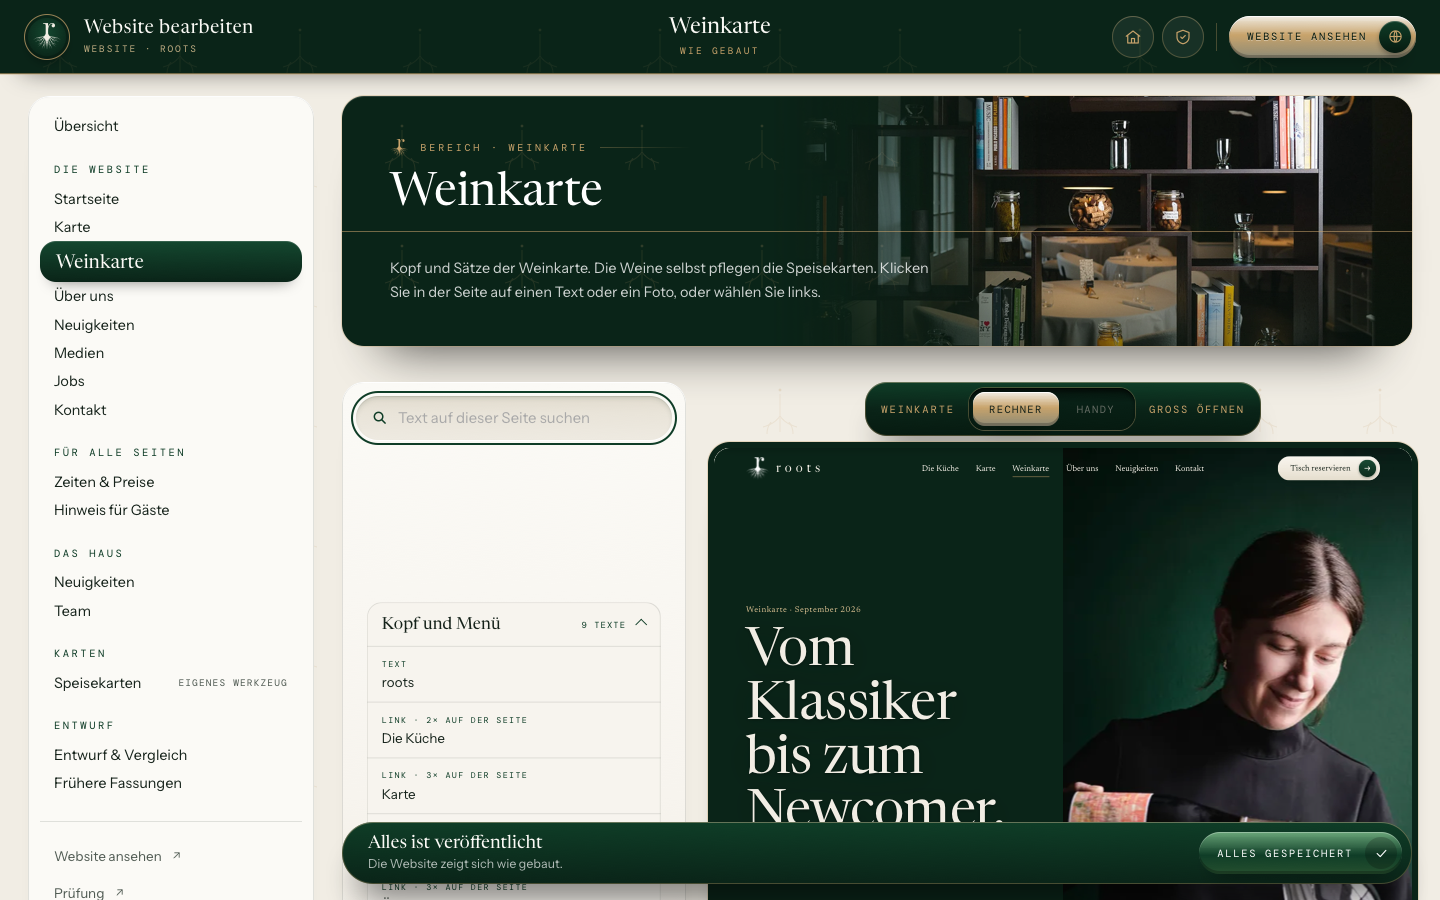 r
Website bearbeiten
WEBSITE · ROOTS
Weinkarte
WIE GEBAUT
WEBSITE ANSEHEN
Übersicht
DIE WEBSITE
Startseite
Karte
Weinkarte
Über uns
Neuigkeiten
Medien
Jobs
Kontakt
FÜR ALLE SEITEN
Zeiten & Preise
Hinweis für Gäste
DAS HAUS
Neuigkeiten
Team
KARTEN
Speisekarten EIGENES WERKZEUG
ENTWURF
Entwurf & Vergleich
Frühere Fassungen
Website ansehen
Prüfung
r BEREICH · WEINKARTE
Weinkarte
Kopf und Sätze der Weinkarte. Die Weine selbst pflegen die Speisekarten. Klicken
Sie in der Seite auf einen Text oder ein Foto, oder wählen Sie links.
Text auf dieser Seite suchen
Kopf und Menü 9 TEXTE
TEXT
roots
LINK · 2× AUF DER SEITE
Die Küche
LINK · 3× AUF DER SEITE
Karte
LINK · 3× AUF DER SEITE
WEINKARTE RECHNER HANDY GROSS ÖFFNEN
r roots Die Küche Karte Weinkarte Über uns Neuigkeiten Kontakt Tisch reservieren
Weinkarte · September 2026
Vom
Klassiker
bis zum
Newcomer.
Alles ist veröffentlicht
Die Website zeigt sich wie gebaut.
ALLES GESPEICHERT